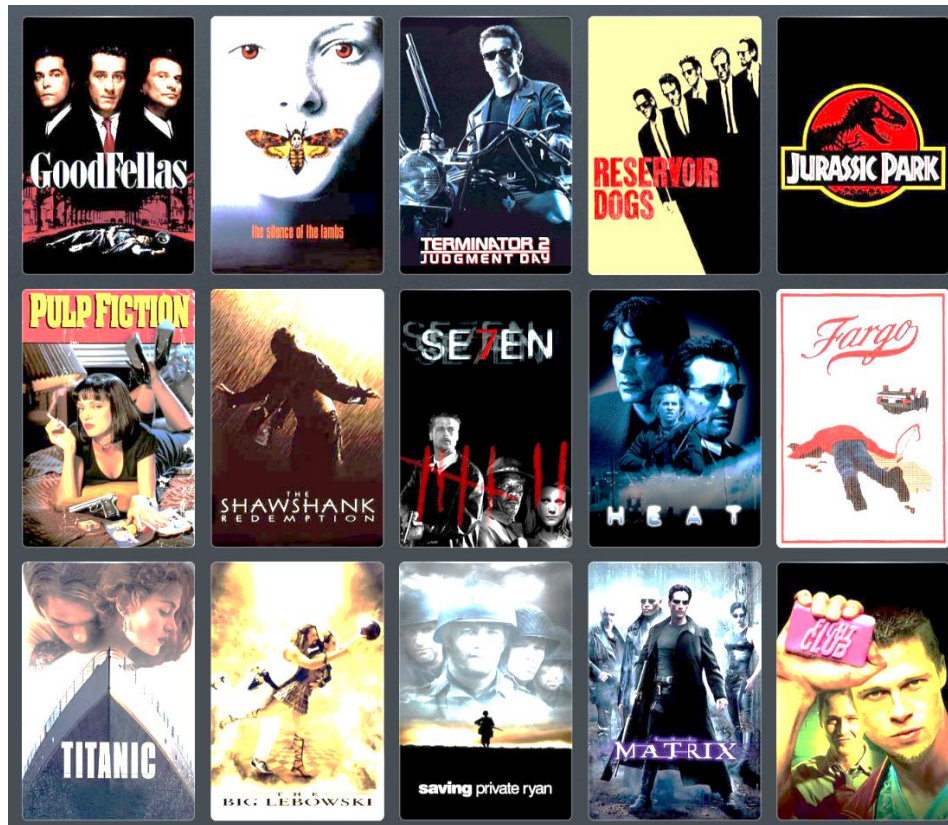 GOODFELLAS
the silence of the lambs
TERMINATOR 2
JUDGMENT DAY
RESERVOIR
DOGS
JURASSIC PARK
PULP FICTION
THE
SHAWSHANK
REDEMPTION
SE7EN
HEAT
Fargo
TITANIC
THE
BIG LEBOWSKI
saving private ryan
THE
MATRIX
FIGHT
CLUB